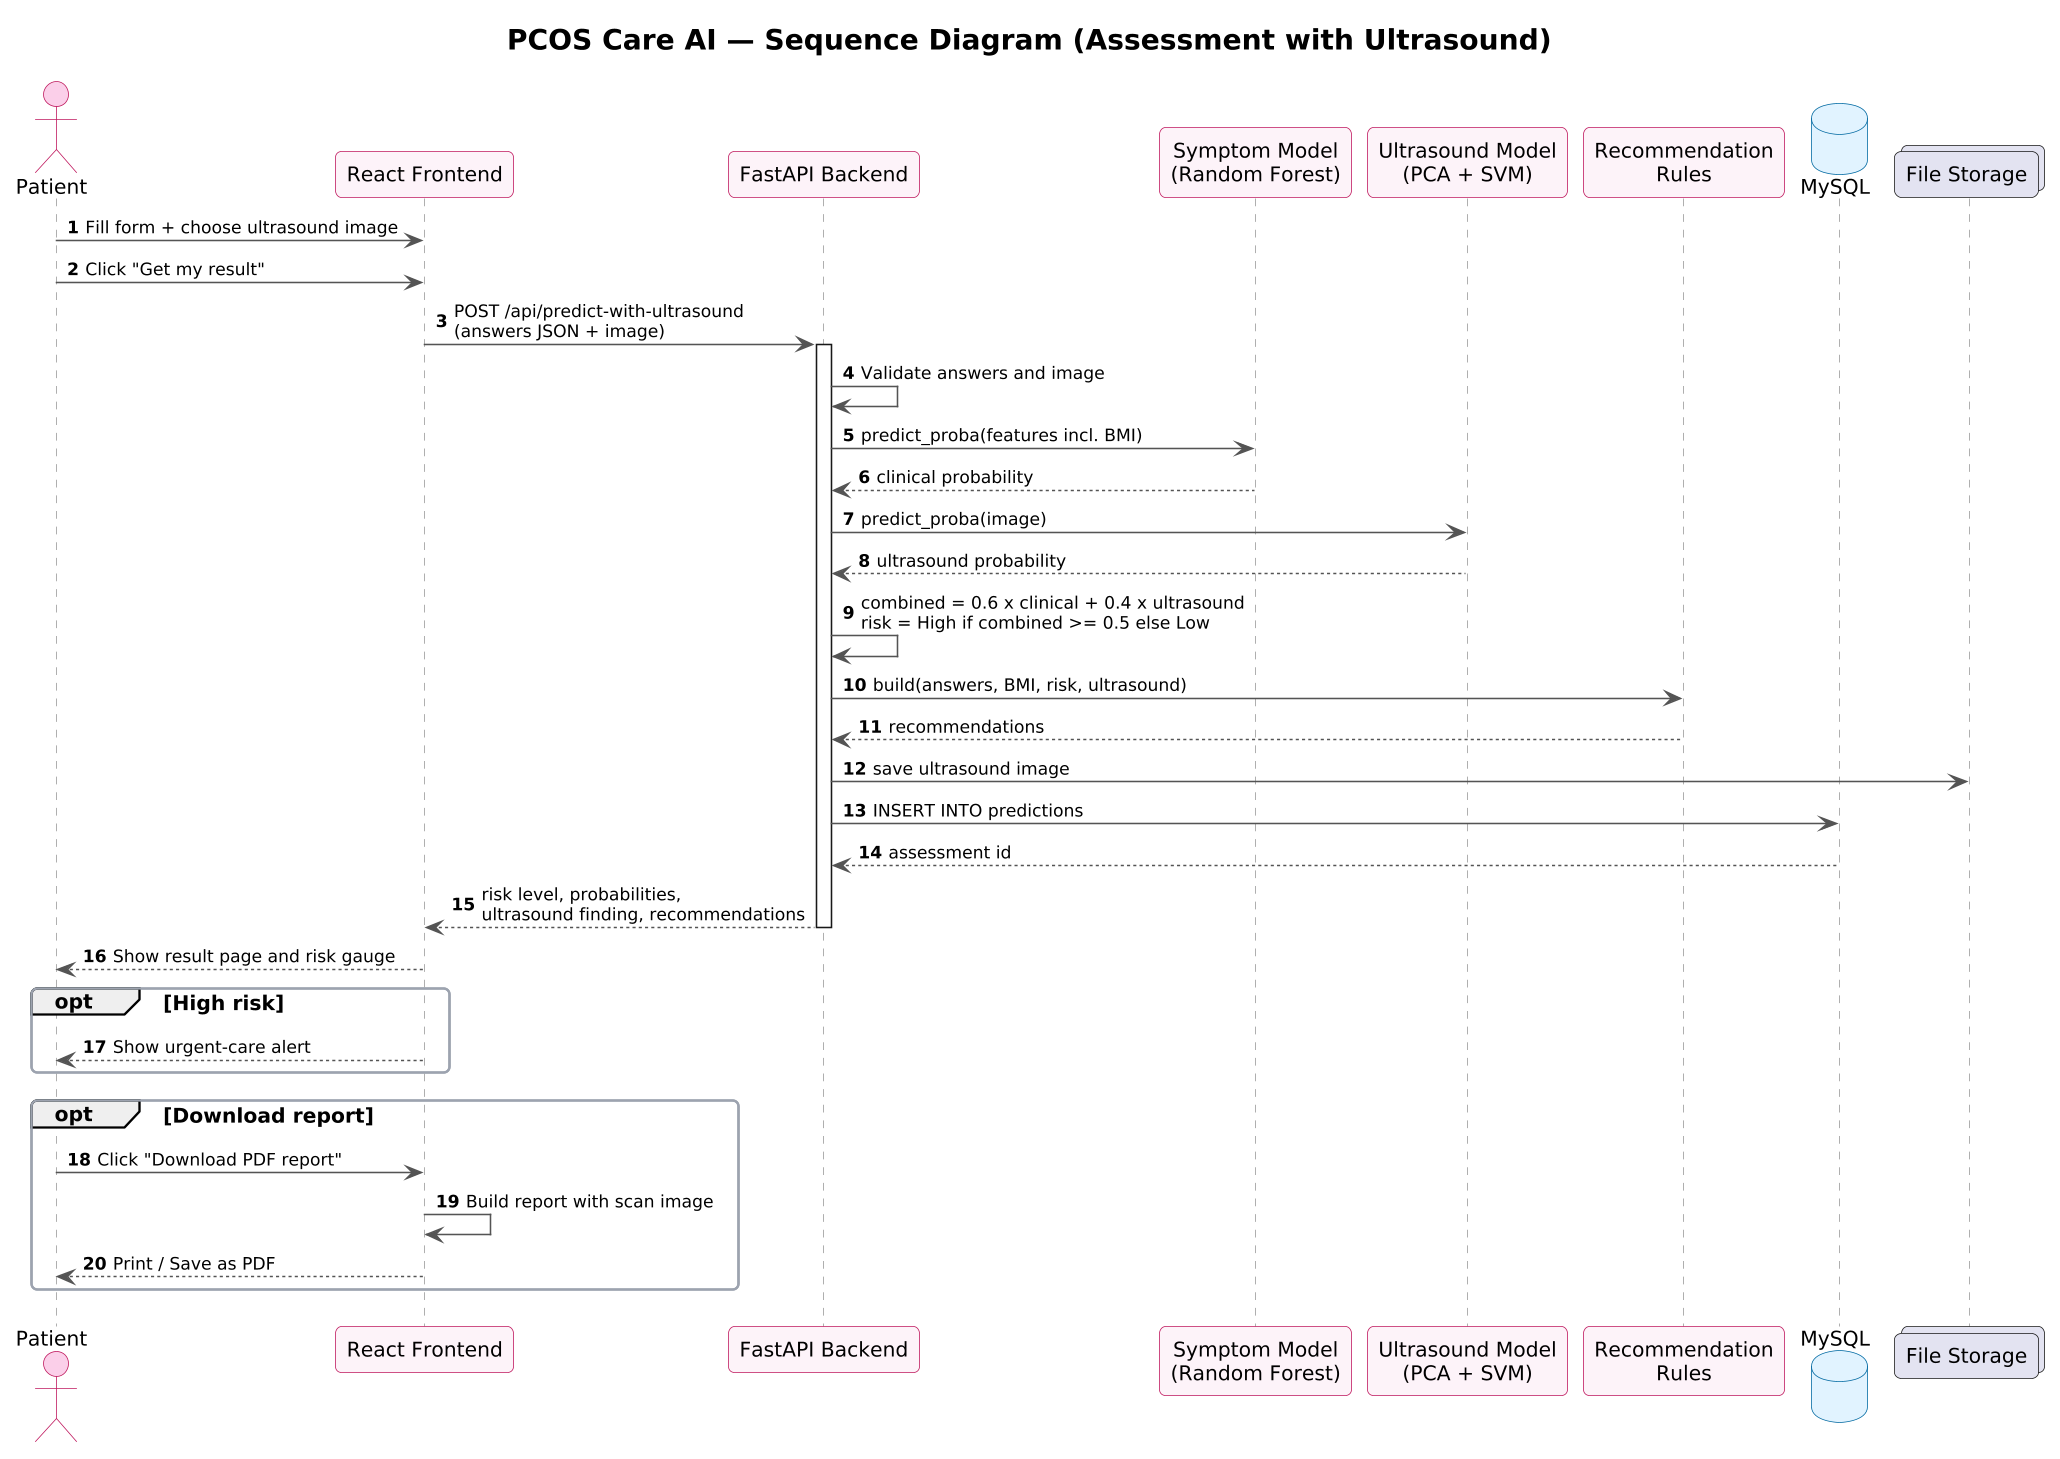 PCOS Care AI — Sequence Diagram (Assessment with Ultrasound)
Patient
React Frontend
FastAPI Backend
Symptom Model
(Random Forest)
Ultrasound Model
(PCA + SVM)
Recommendation
Rules
MySQL
File Storage
1 Fill form + choose ultrasound image
2 Click "Get my result"
3 POST /api/predict-with-ultrasound
(answers JSON + image)
4 Validate answers and image
5 predict_proba(features incl. BMI)
6 clinical probability
7 predict_proba(image)
8 ultrasound probability
9 combined = 0.6 x clinical + 0.4 x ultrasound
risk = High if combined >= 0.5 else Low
10 build(answers, BMI, risk, ultrasound)
11 recommendations
12 save ultrasound image
13 INSERT INTO predictions
14 assessment id
15 risk level, probabilities,
ultrasound finding, recommendations
16 Show result page and risk gauge
opt [High risk]
17 Show urgent-care alert
opt [Download report]
18 Click "Download PDF report"
19 Build report with scan image
20 Print / Save as PDF
Patient
React Frontend
FastAPI Backend
Symptom Model
(Random Forest)
Ultrasound Model
(PCA + SVM)
Recommendation
Rules
MySQL
File Storage